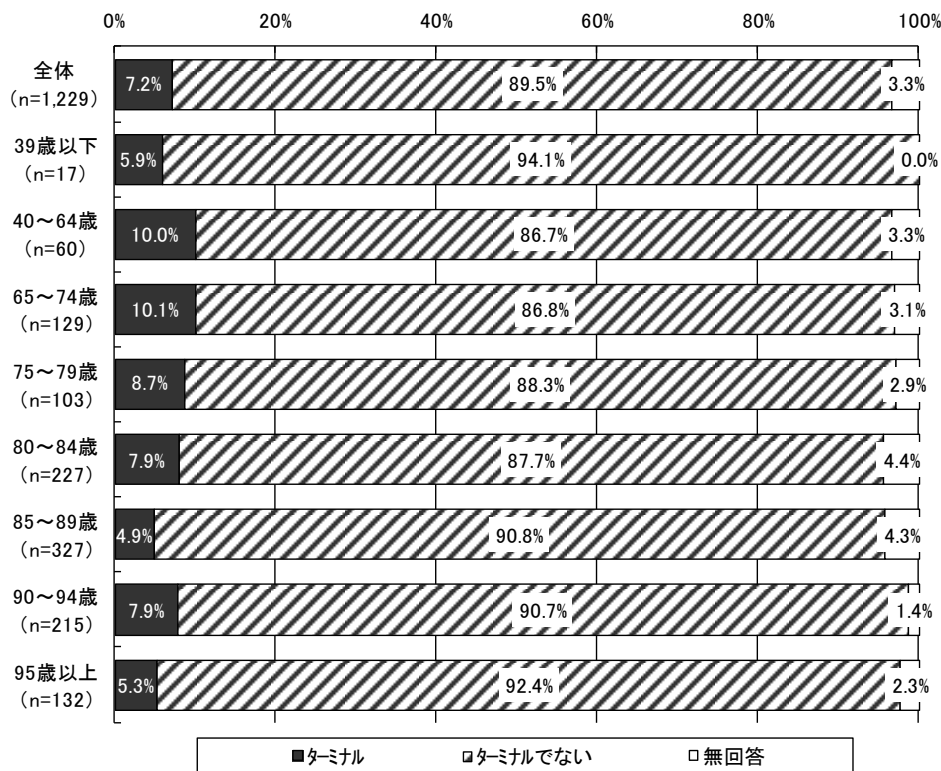 0% 20% 40% 60% 80% 100%
全体
(n=1,229)
7.2% 89.5% 3.3%
39歳以下
(n=17)
5.9% 94.1% 0.0%
40～64歳
(n=60)
10.0% 86.7% 3.3%
65～74歳
(n=129)
10.1% 86.8% 3.1%
75～79歳
(n=103)
8.7% 88.3% 2.9%
80～84歳
(n=227)
7.9% 87.7% 4.4%
85～89歳
(n=327)
4.9% 90.8% 4.3%
90～94歳
(n=215)
7.9% 90.7% 1.4%
95歳以上
(n=132)
5.3% 92.4% 2.3%
ターミナル ターミナルでない 無回答